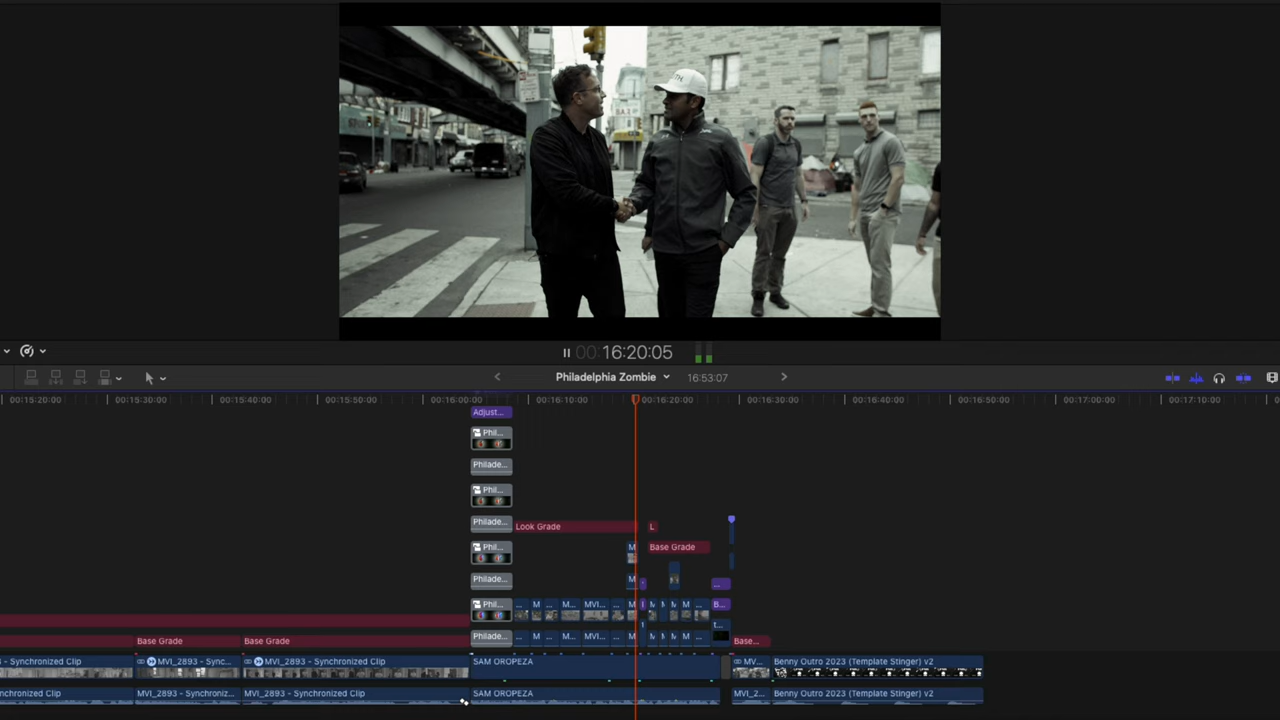 TH
00:16:20:05
Philadelphia Zombie
16:53:07
00:15:20:00 00:15:30:00 00:15:40:00 00:15:50:00 00:16:00:00 00:16:10:00 00:16:20:00 00:16:30:00 00:16:40:00 00:16:50:00 00:17:00:00 00:17:10:00
Adjust...
Phil...
Philade...
Phil...
Philade... Look Grade L
Phil... M Base Grade
Philade... M ...
Phil... ... M M ... M... MVI... ... M M M M M ... B...
Philade... ... M M ... M... MVI... ... M M M M M ... t...
Base Grade Base Grade Base...
- Synchronized Clip MVI_2893 - Sync... MVI_2893 - Synchronized Clip SAM OROPEZA MV... Benny Outro 2023 (Template Stinger) v2
nized Clip MVI_2893 - Synchroniz... MVI_2893 - Synchronized Clip SAM OROPEZA MVI_2... Benny Outro 2023 (Template Stinger) v2